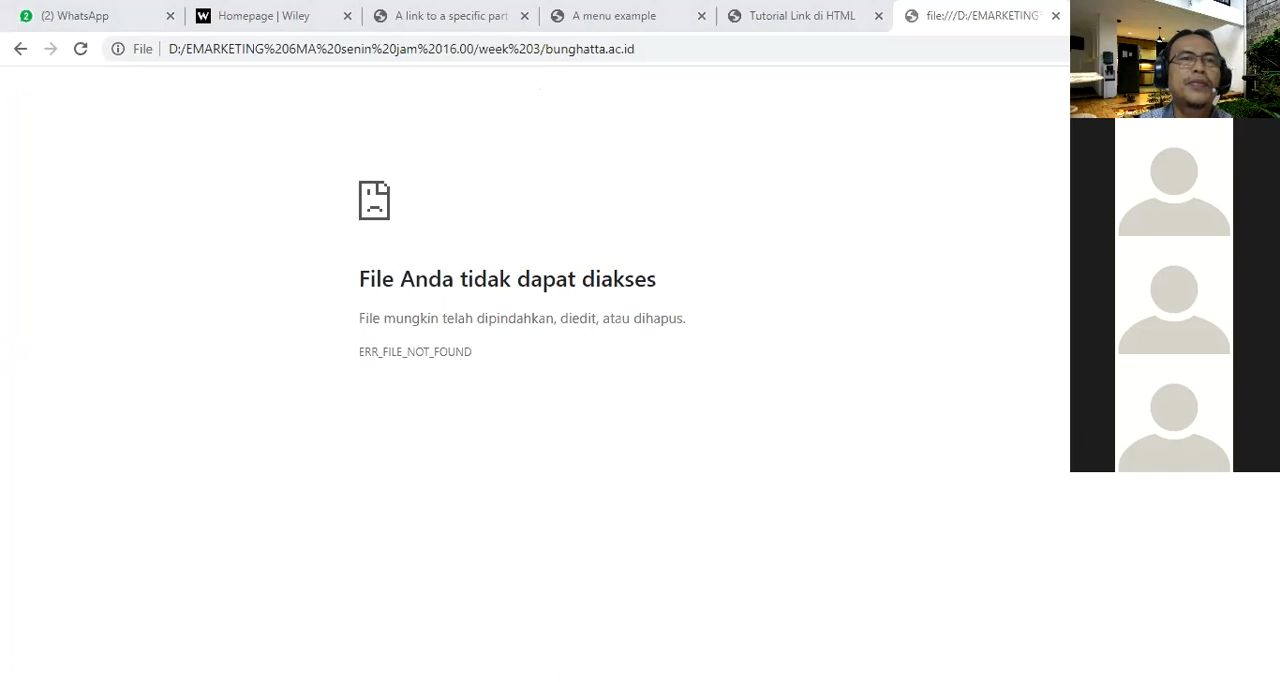 2 (2) WhatsApp
W Homepage | Wiley
A link to a specific part
A menu example
Tutorial Link di HTML
file:///D:/EMARKETING%
File D:/EMARKETING%206MA%20senin%20jam%2016.00/week%203/bunghatta.ac.id
File Anda tidak dapat diakses
File mungkin telah dipindahkan, diedit, atau dihapus.
ERR_FILE_NOT_FOUND